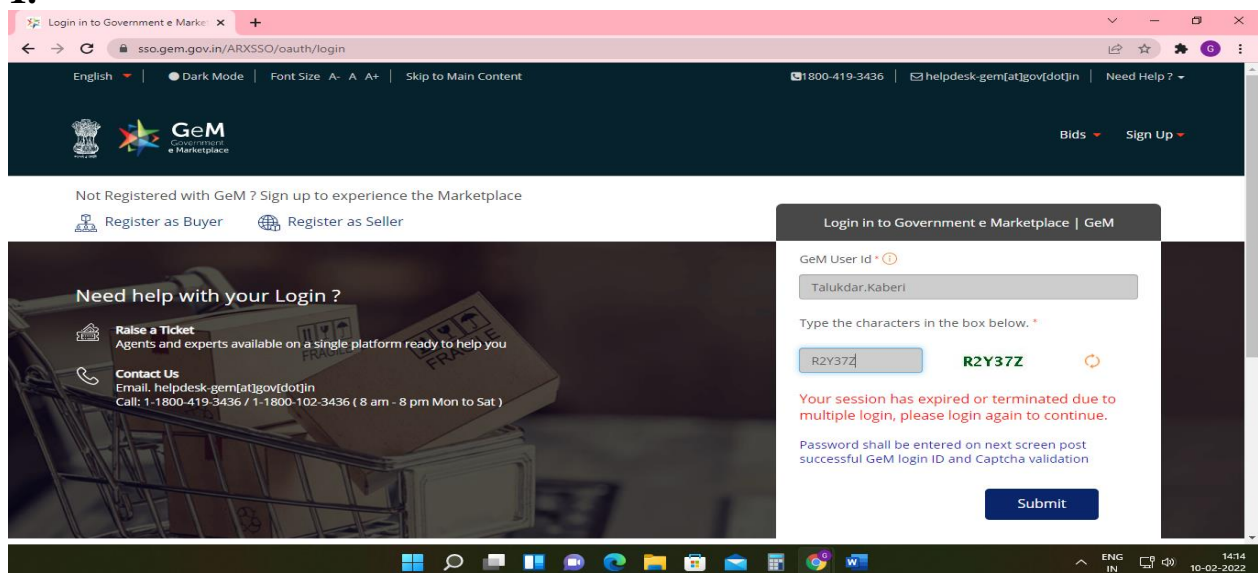 1.
Login in to Government e Marke
sso.gem.gov.in/ARXSSO/oauth/login
G
English | Dark Mode | Font Size A- A A+ | Skip to Main Content
1800-419-3436 | helpdesk-gem[at]gov[dot]in | Need Help ?
GeM
Government
e Marketplace
Bids Sign Up
Not Registered with GeM ? Sign up to experience the Marketplace
Register as Buyer Register as Seller
Login in to Government e Marketplace | GeM
GeM User Id *
Talukdar.Kaberi
Type the characters in the box below. *
R2Y37Z R2Y37Z
Your session has expired or terminated due to
multiple login, please login again to continue.
Password shall be entered on next screen post
successful GeM login ID and Captcha validation
Submit
Need help with your Login ?
Raise a Ticket
Agents and experts available on a single platform ready to help you
Contact Us
Email. helpdesk-gem[at]gov[dot]in
Call: 1-1800-419-3436 / 1-1800-102-3436 ( 8 am - 8 pm Mon to Sat )
FRAGILE
FRAGILE
ENG
IN
14:14
10-02-2022